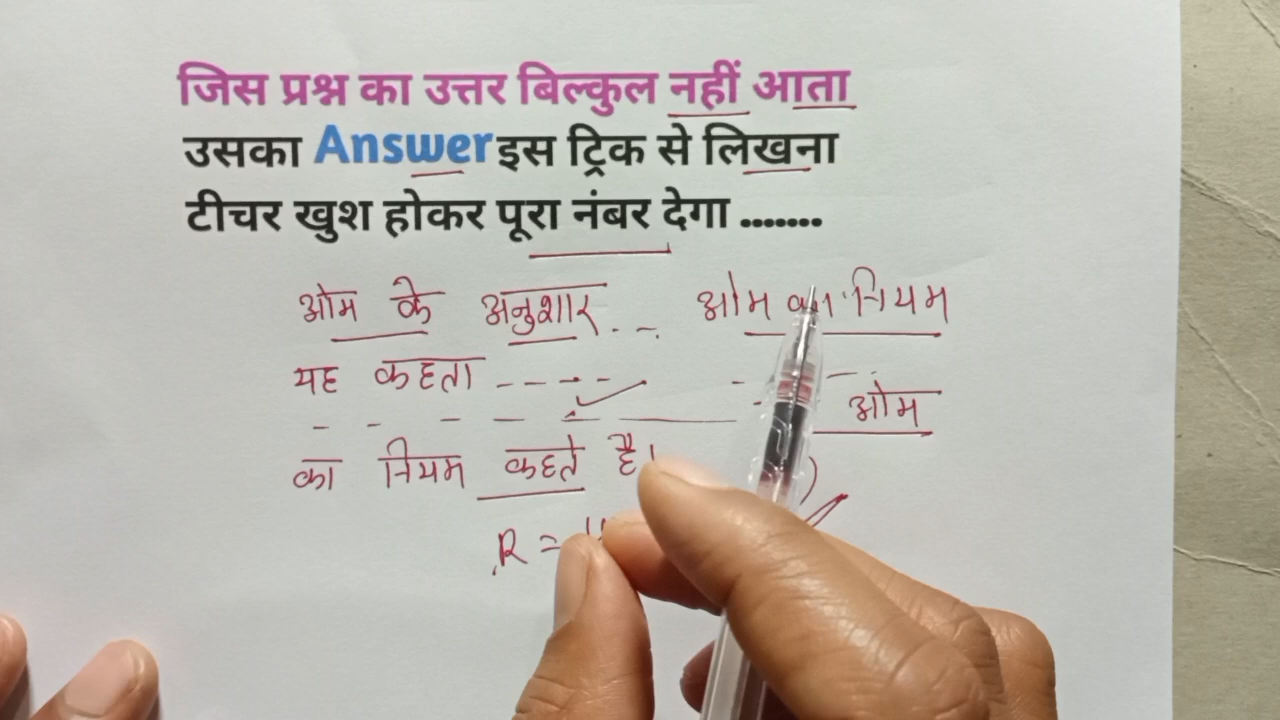 जिस प्रश्न का उत्तर बिल्कुल नहीं आता
उसका Answer इस ट्रिक से लिखना
टीचर खुश होकर पूरा नंबर देगा .......
ओम के अनुशार . . - . ओम का नियम
यह कहता - - - - -
ओम
का नियम कहते है।
R =